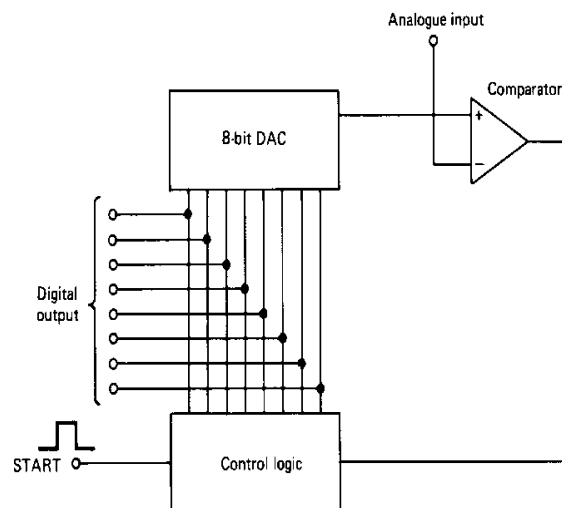 Analogue input
Comparator
8-bit DAC
+
−
Digital
output
START
Control logic